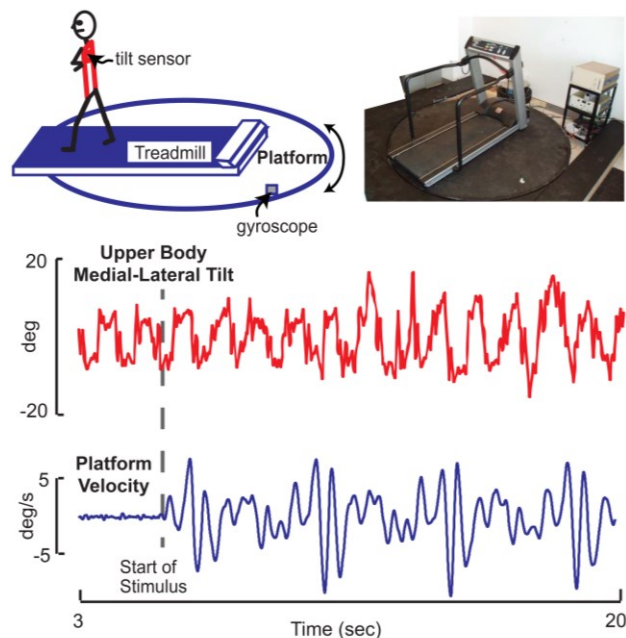 tilt sensor
Treadmill
Platform
gyroscope
Upper Body
Medial-Lateral Tilt
20
deg
-20
Platform
Velocity
5
deg/s
-5
Start of
Stimulus
3
20
Time (sec)